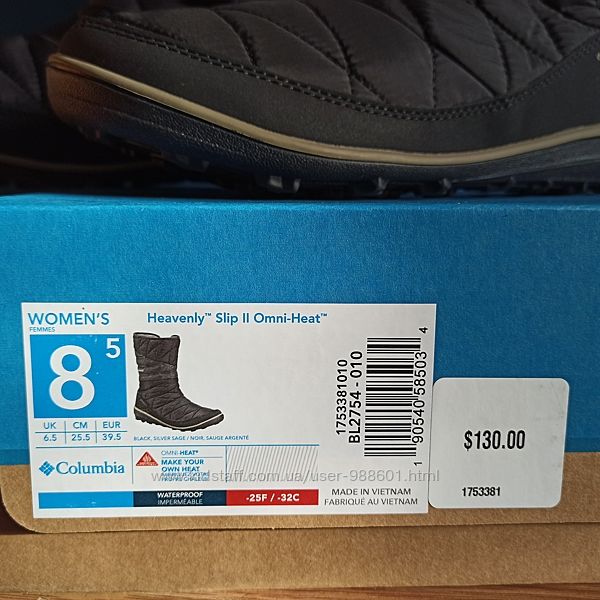 WOMEN'S
FEMMES
Heavenly™ Slip II Omni-Heat™
8 5
UK CM EUR
6.5 25.5 39.5
BLACK, SILVER SAGE / NOIR, SAUGE ARGENTÉ
1753381010
BL2754 - 010
1 90540 58503 4
Columbia
OMNI-HEAT®
MAKE YOUR
OWN HEAT
WATERPROOF
IMPERMÉABLE
-25F / -32C
MADE IN VIETNAM
FABRIQUÉ AU VIETNAM
$130.00
1753381